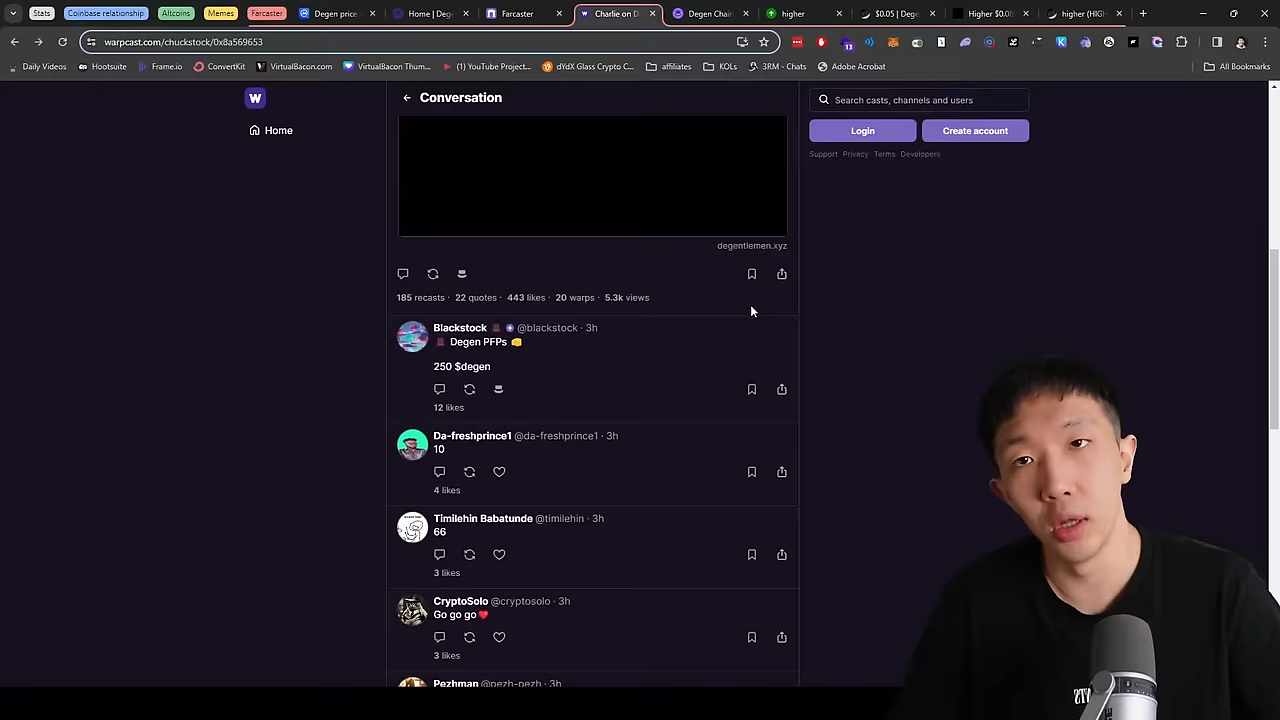 Stats
Coinbase relationship
Altcoins
Memes
Farcaster
Degen price
Home | Deg
Farcaster
Charlie on D
Degen Chain
higher
$0.05 | Dege
Higher $0.0
higher (HIGH
warpcast.com/chuckstock/0x8a569653
Daily Videos
Hootsuite
Frame.io
ConvertKit
VirtualBacon.com
VirtualBacon Thum...
(1) YouTube Project...
dYdX Glass Crypto C...
affiliates
KOLs
3RM - Chats
Adobe Acrobat
All Bookmarks
W
Home
Conversation
Search casts, channels and users
Login
Create account
Support Privacy Terms Developers
degentlemen.xyz
185 recasts · 22 quotes · 443 likes · 20 warps · 5.3k views
Blackstock @blackstock · 3h
Degen PFPs
250 $degen
12 likes
Da-freshprince1 @da-freshprince1 · 3h
10
4 likes
Timilehin Babatunde @timilehin · 3h
66
3 likes
CryptoSolo @cryptosolo · 3h
Go go go
3 likes
Pezhman @pezh-pezh · 3h